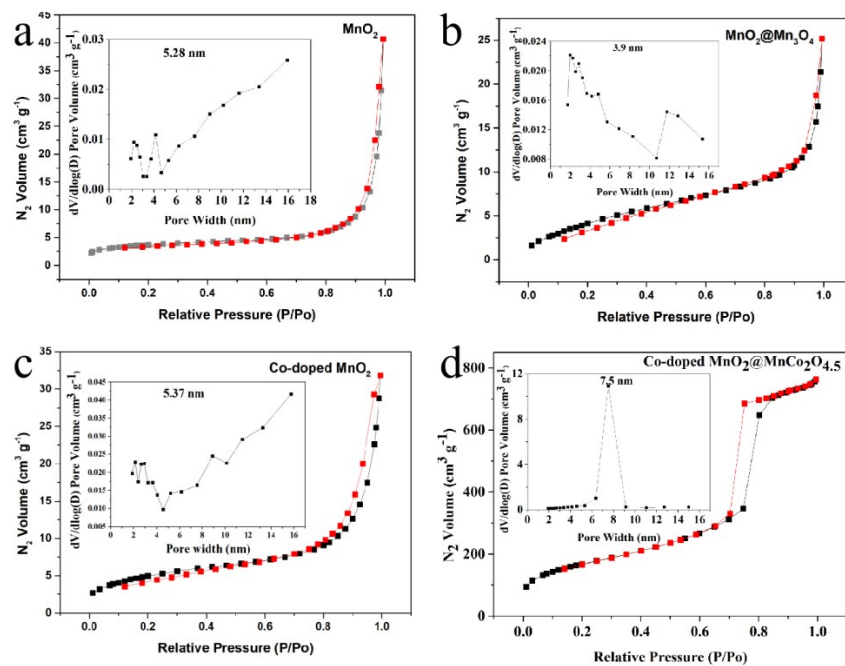 a
MnO2
5.28 nm
dV/dlog(D) Pore Volume (cm3 g-1)
0.03
0.02
0.01
0.00
0 2 4 6 8 10 12 14 16 18
Pore Width (nm)
N2 Volume (cm3 g-1)
45
40
35
30
25
20
15
10
5
0
0.0 0.2 0.4 0.6 0.8 1.0
Relative Pressure (P/Po)
b
MnO2@Mn3O4
3.9 nm
dV/dlog(D) Pore Volume (cm3 g-1)
0.024
0.020
0.016
0.012
0.008
0 2 4 6 8 10 12 14 16
Pore Width (nm)
N2 Volume (cm3 g-1)
25
20
15
10
5
0
0.0 0.2 0.4 0.6 0.8 1.0
Relative Pressure (P/Po)
c
Co-doped MnO2
5.37 nm
dV/dlog(D) Pore Volume (cm3 g-1)
0.045
0.040
0.035
0.030
0.025
0.020
0.015
0.010
0.005
0 2 4 6 8 10 12 14 16
Pore width (nm)
N2 Volume (cm3 g-1)
35
30
25
20
15
10
5
0
0.0 0.2 0.4 0.6 0.8 1.0
Relative Pressure (P/Po)
d
Co-doped MnO2@MnCo2O4.5
7.5 nm
dV/dlog(D) Pore Volume (cm3 g-1)
12
8
4
0
0 2 4 6 8 10 12 14 16
Pore Width (nm)
N2 Volume (cm3 g-1)
800
600
400
200
0
0.0 0.2 0.4 0.6 0.8 1.0
Relative Pressure (P/Po)